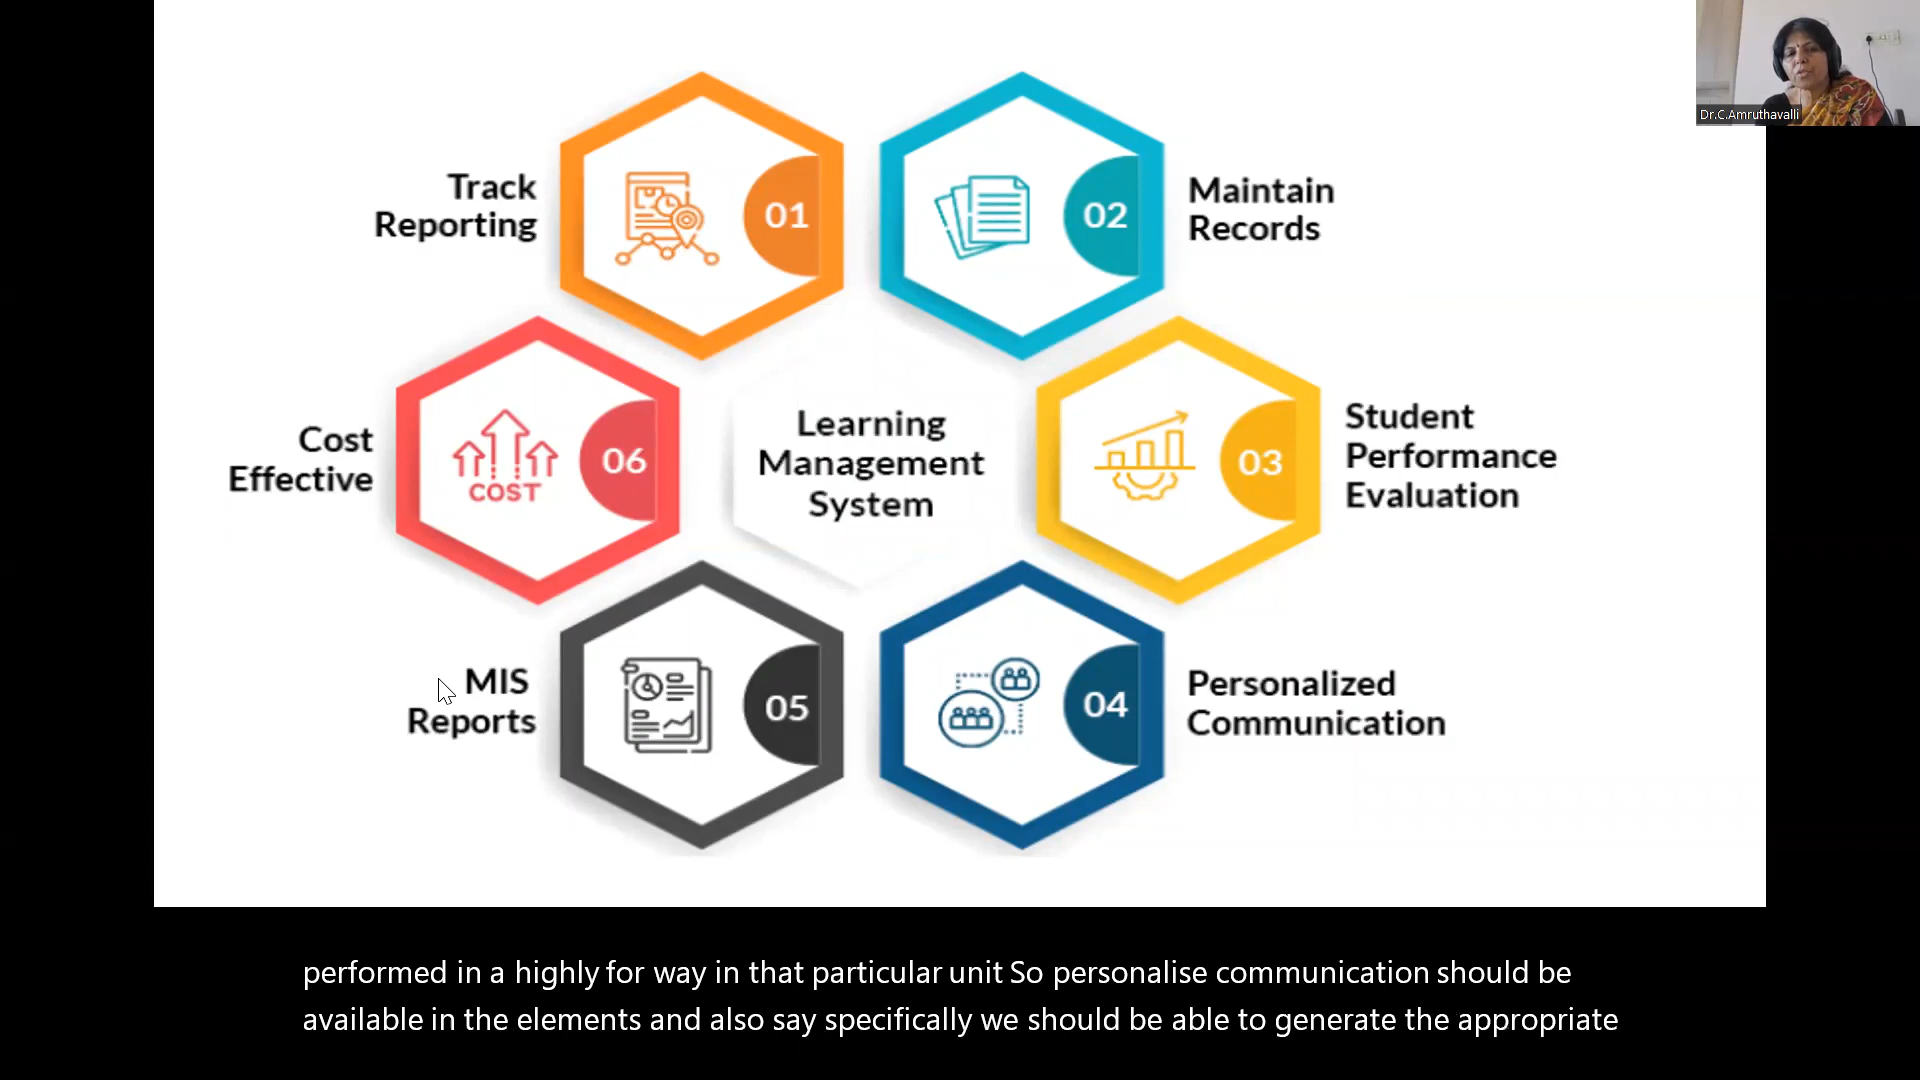 Dr.C.Amruthavalli
Track
Reporting
01
02
Maintain
Records
Cost
Effective
06
COST
Learning
Management
System
03
Student
Performance
Evaluation
MIS
Reports
05
04
Personalized
Communication
performed in a highly for way in that particular unit So personalise communication should be
available in the elements and also say specifically we should be able to generate the appropriate